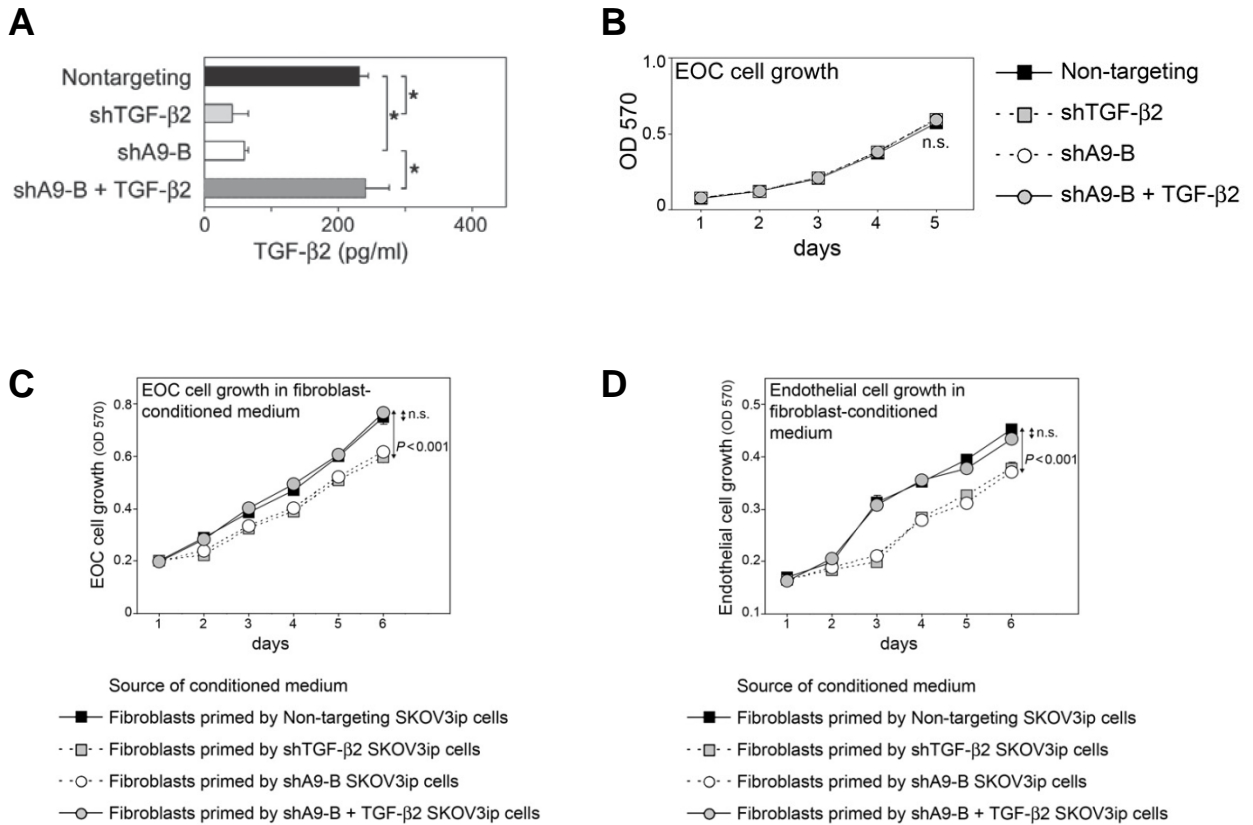 A
Nontargeting
shTGF-β2
shA9-B
shA9-B + TGF-β2
*
*
*
0
200
400
TGF-β2 (pg/ml)
B
EOC cell growth
OD 570
1.0
0.5
0
n.s.
1 2 3 4 5
days
Non-targeting
shTGF-β2
shA9-B
shA9-B + TGF-β2
C
EOC cell growth in fibroblast-
conditioned medium
EOC cell growth (OD 570)
0.8
0.6
0.4
0.2
0
n.s.
P<0.001
1 2 3 4 5 6
days
Source of conditioned medium
Fibroblasts primed by Non-targeting SKOV3ip cells
Fibroblasts primed by shTGF-β2 SKOV3ip cells
Fibroblasts primed by shA9-B SKOV3ip cells
Fibroblasts primed by shA9-B + TGF-β2 SKOV3ip cells
D
Endothelial cell growth in
fibroblast-conditioned
medium
Endothelial cell growth (OD 570)
0.5
0.4
0.3
0.2
0.1
n.s.
P<0.001
1 2 3 4 5 6
days
Source of conditioned medium
Fibroblasts primed by Non-targeting SKOV3ip cells
Fibroblasts primed by shTGF-β2 SKOV3ip cells
Fibroblasts primed by shA9-B SKOV3ip cells
Fibroblasts primed by shA9-B + TGF-β2 SKOV3ip cells